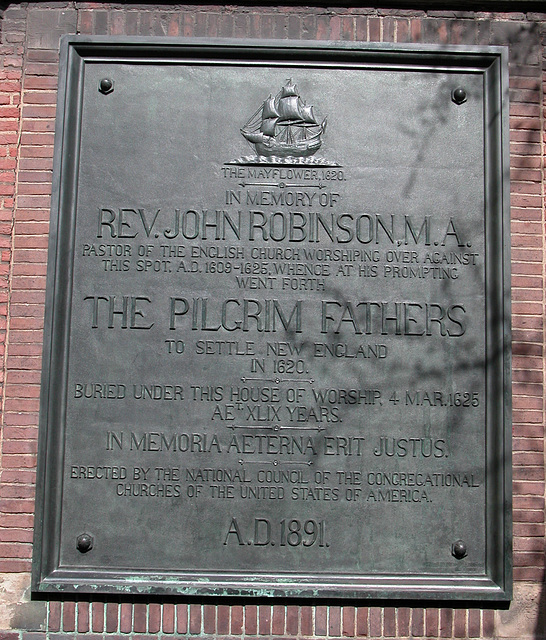 THE MAYFLOWER, 1620.
IN MEMORY OF
REV. JOHN ROBINSON, M.A.
PASTOR OF THE ENGLISH CHURCH WORSHIPING OVER AGAINST
THIS SPOT, A.D. 1609-1625, WHENCE AT HIS PROMPTING
WENT FORTH
THE PILGRIM FATHERS
TO SETTLE NEW ENGLAND
IN 1620.
BURIED UNDER THIS HOUSE OF WORSHIP, 4 MAR. 1625
AET XLIX YEARS.
IN MEMORIA AETERNA ERIT JUSTUS.
ERECTED BY THE NATIONAL COUNCIL OF THE CONGREGATIONAL
CHURCHES OF THE UNITED STATES OF AMERICA.
A.D. 1891.